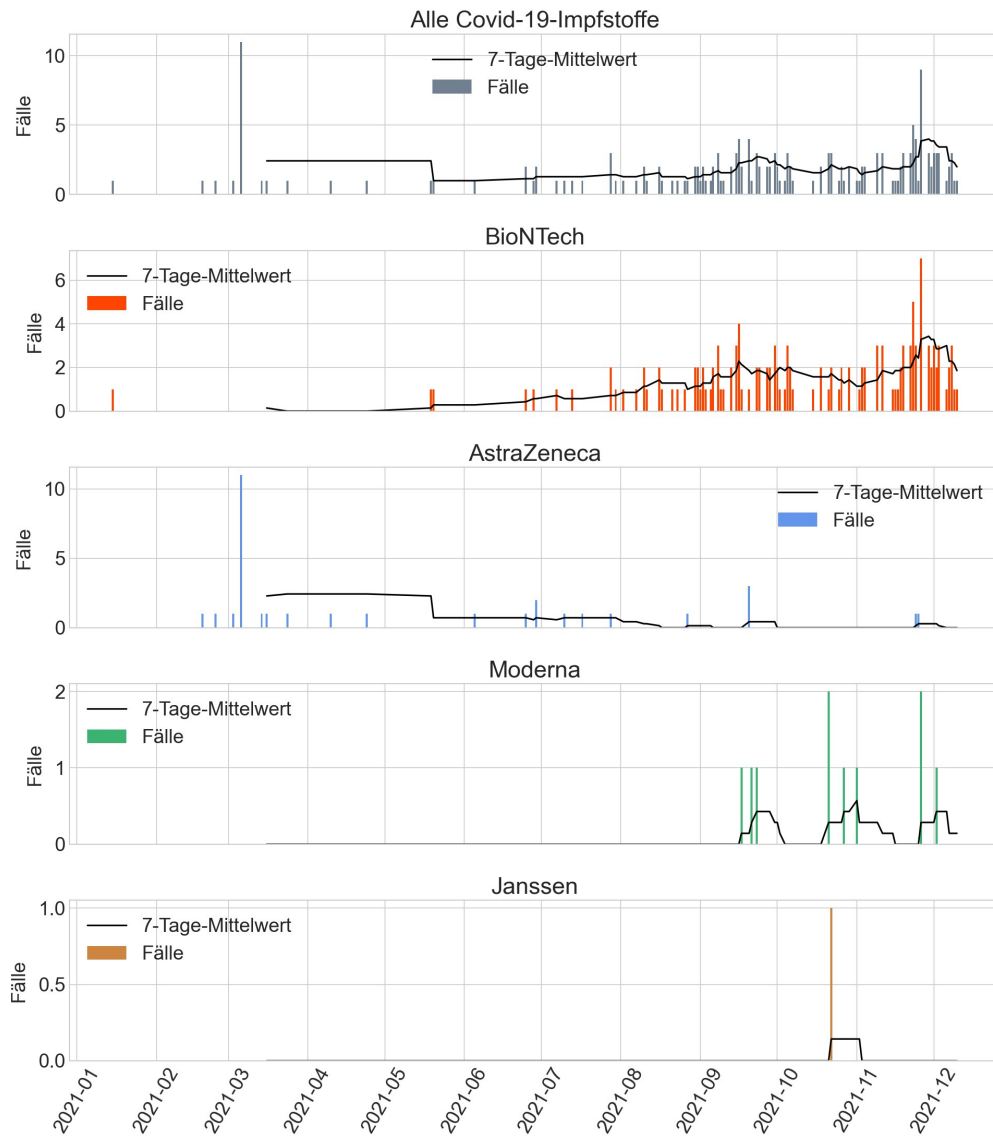 Alle Covid-19-Impfstoffe
10
5
0
Fälle
7-Tage-Mittelwert
Fälle
BioNTech
6
4
2
0
Fälle
7-Tage-Mittelwert
Fälle
AstraZeneca
10
5
0
Fälle
7-Tage-Mittelwert
Fälle
Moderna
2
1
0
Fälle
7-Tage-Mittelwert
Fälle
Janssen
1.0
0.5
0.0
Fälle
7-Tage-Mittelwert
Fälle
2021-01
2021-02
2021-03
2021-04
2021-05
2021-06
2021-07
2021-08
2021-09
2021-10
2021-11
2021-12